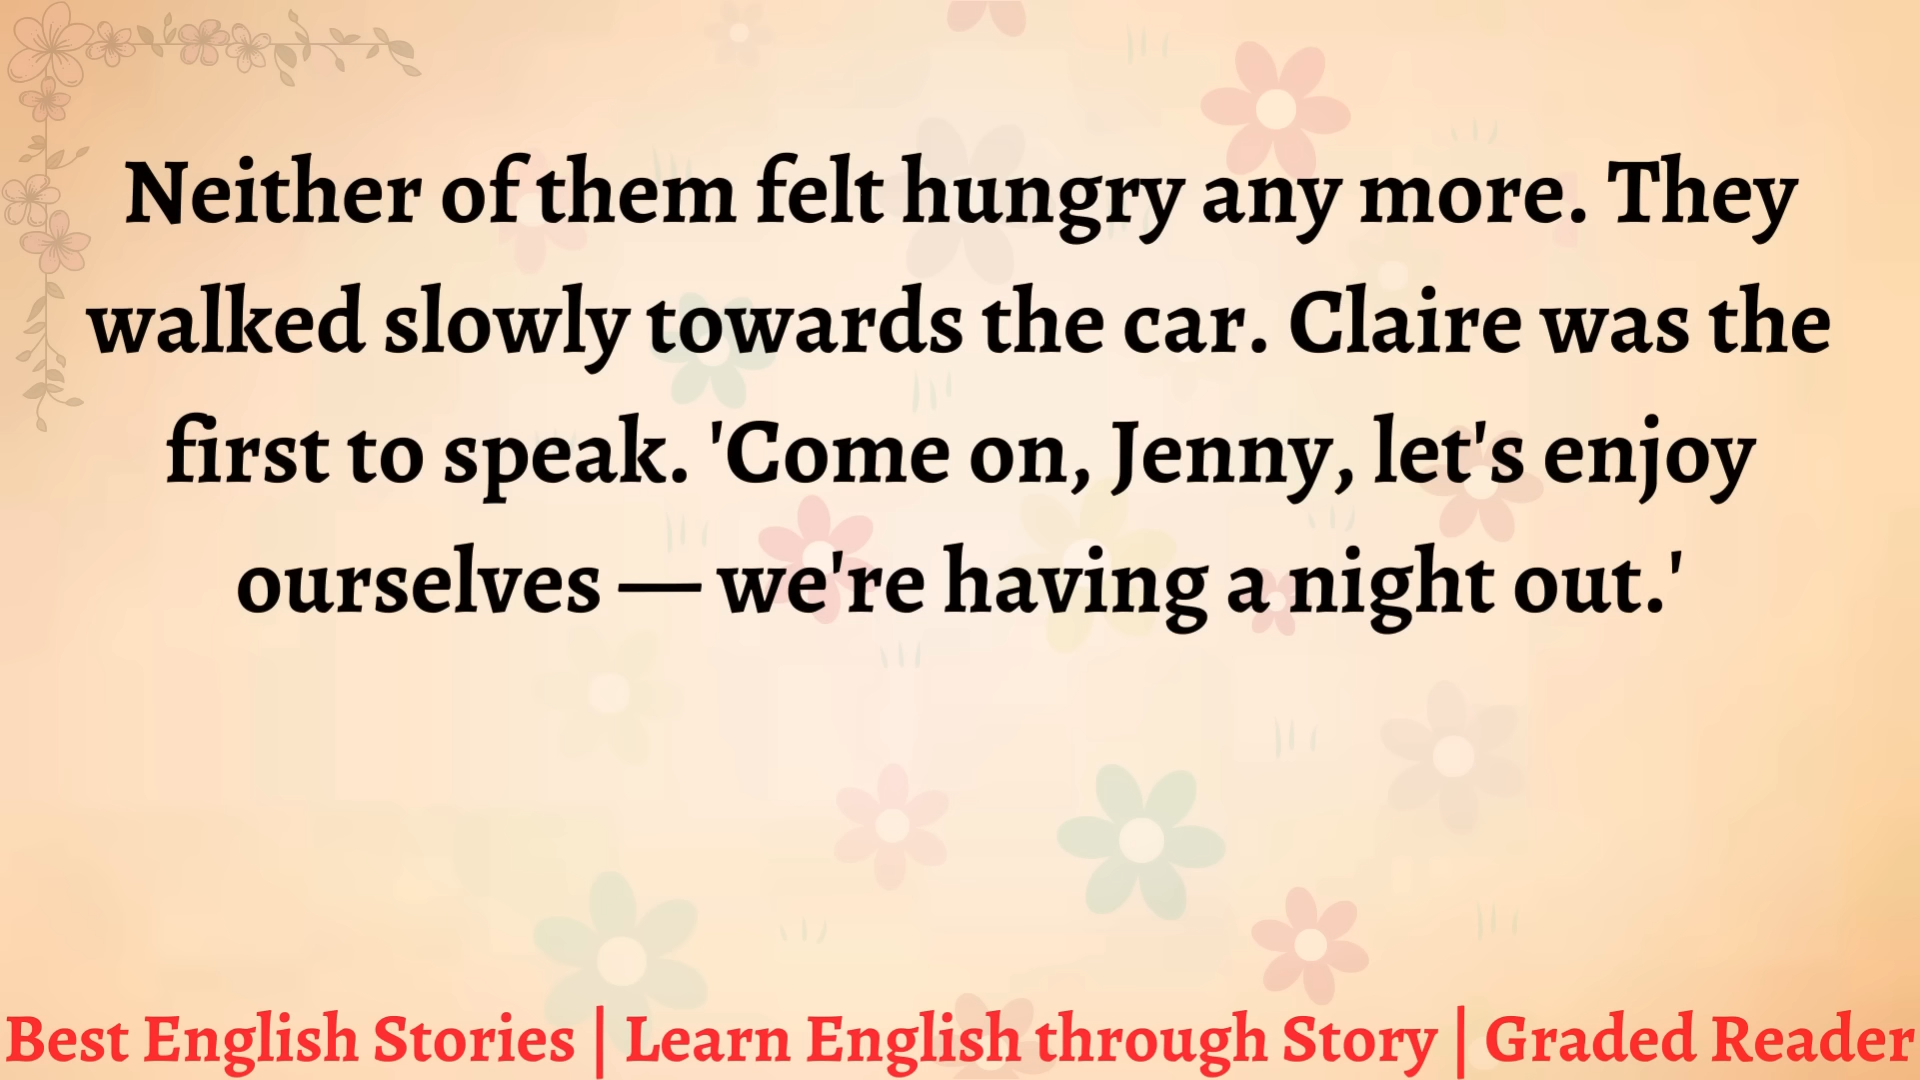 Neither of them felt hungry any more. They
walked slowly towards the car. Claire was the
first to speak. 'Come on, Jenny, let's enjoy
ourselves — we're having a night out.'
Best English Stories | Learn English through Story | Graded Reader